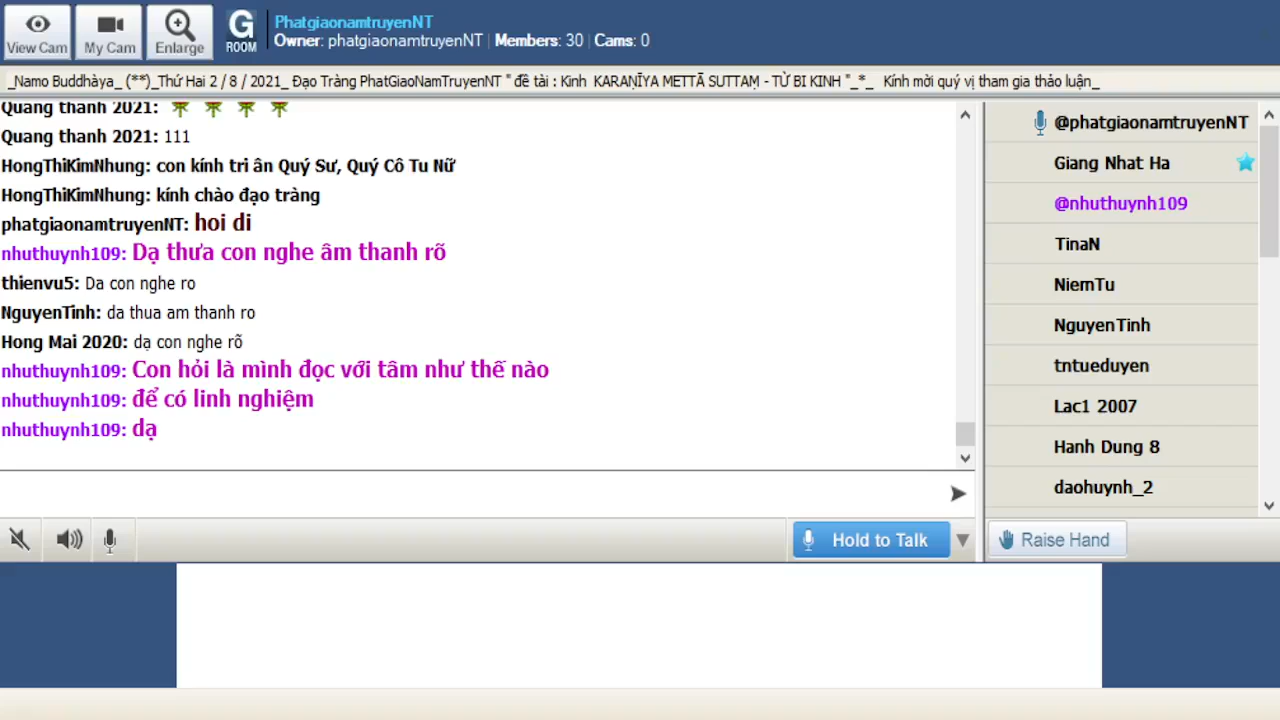 View Cam
My Cam
Enlarge
G
ROOM
PhatgiaonamtruyenNT
Owner: phatgiaonamtruyenNT | Members: 30 | Cams: 0
_Namo Buddhàya_ (**)_Thứ Hai 2 / 8 / 2021_ Đạo Tràng PhatGiaoNamTruyenNT " đề tài : Kinh KARAṆĪYA METTĀ SUTTAṂ - TỪ BI KINH "_*_ Kính mời quý vị tham gia thảo luận_
Quang thanh 2021:
Quang thanh 2021: 111
HongThiKimNhung: con kính tri ân Quý Sư, Quý Cô Tu Nữ
HongThiKimNhung: kính chào đạo tràng
phatgiaonamtruyenNT: hoi di
nhuthuynh109: Dạ thưa con nghe âm thanh rõ
thienvu5: Da con nghe ro
NguyenTinh: da thua am thanh ro
Hong Mai 2020: dạ con nghe rõ
nhuthuynh109: Con hỏi là mình đọc với tâm như thế nào
nhuthuynh109: để có linh nghiệm
nhuthuynh109: dạ
@phatgiaonamtruyenNT
Giang Nhat Ha
@nhuthuynh109
TinaN
NiemTu
NguyenTinh
tntueduyen
Lac1 2007
Hanh Dung 8
daohuynh_2
Hold to Talk
Raise Hand